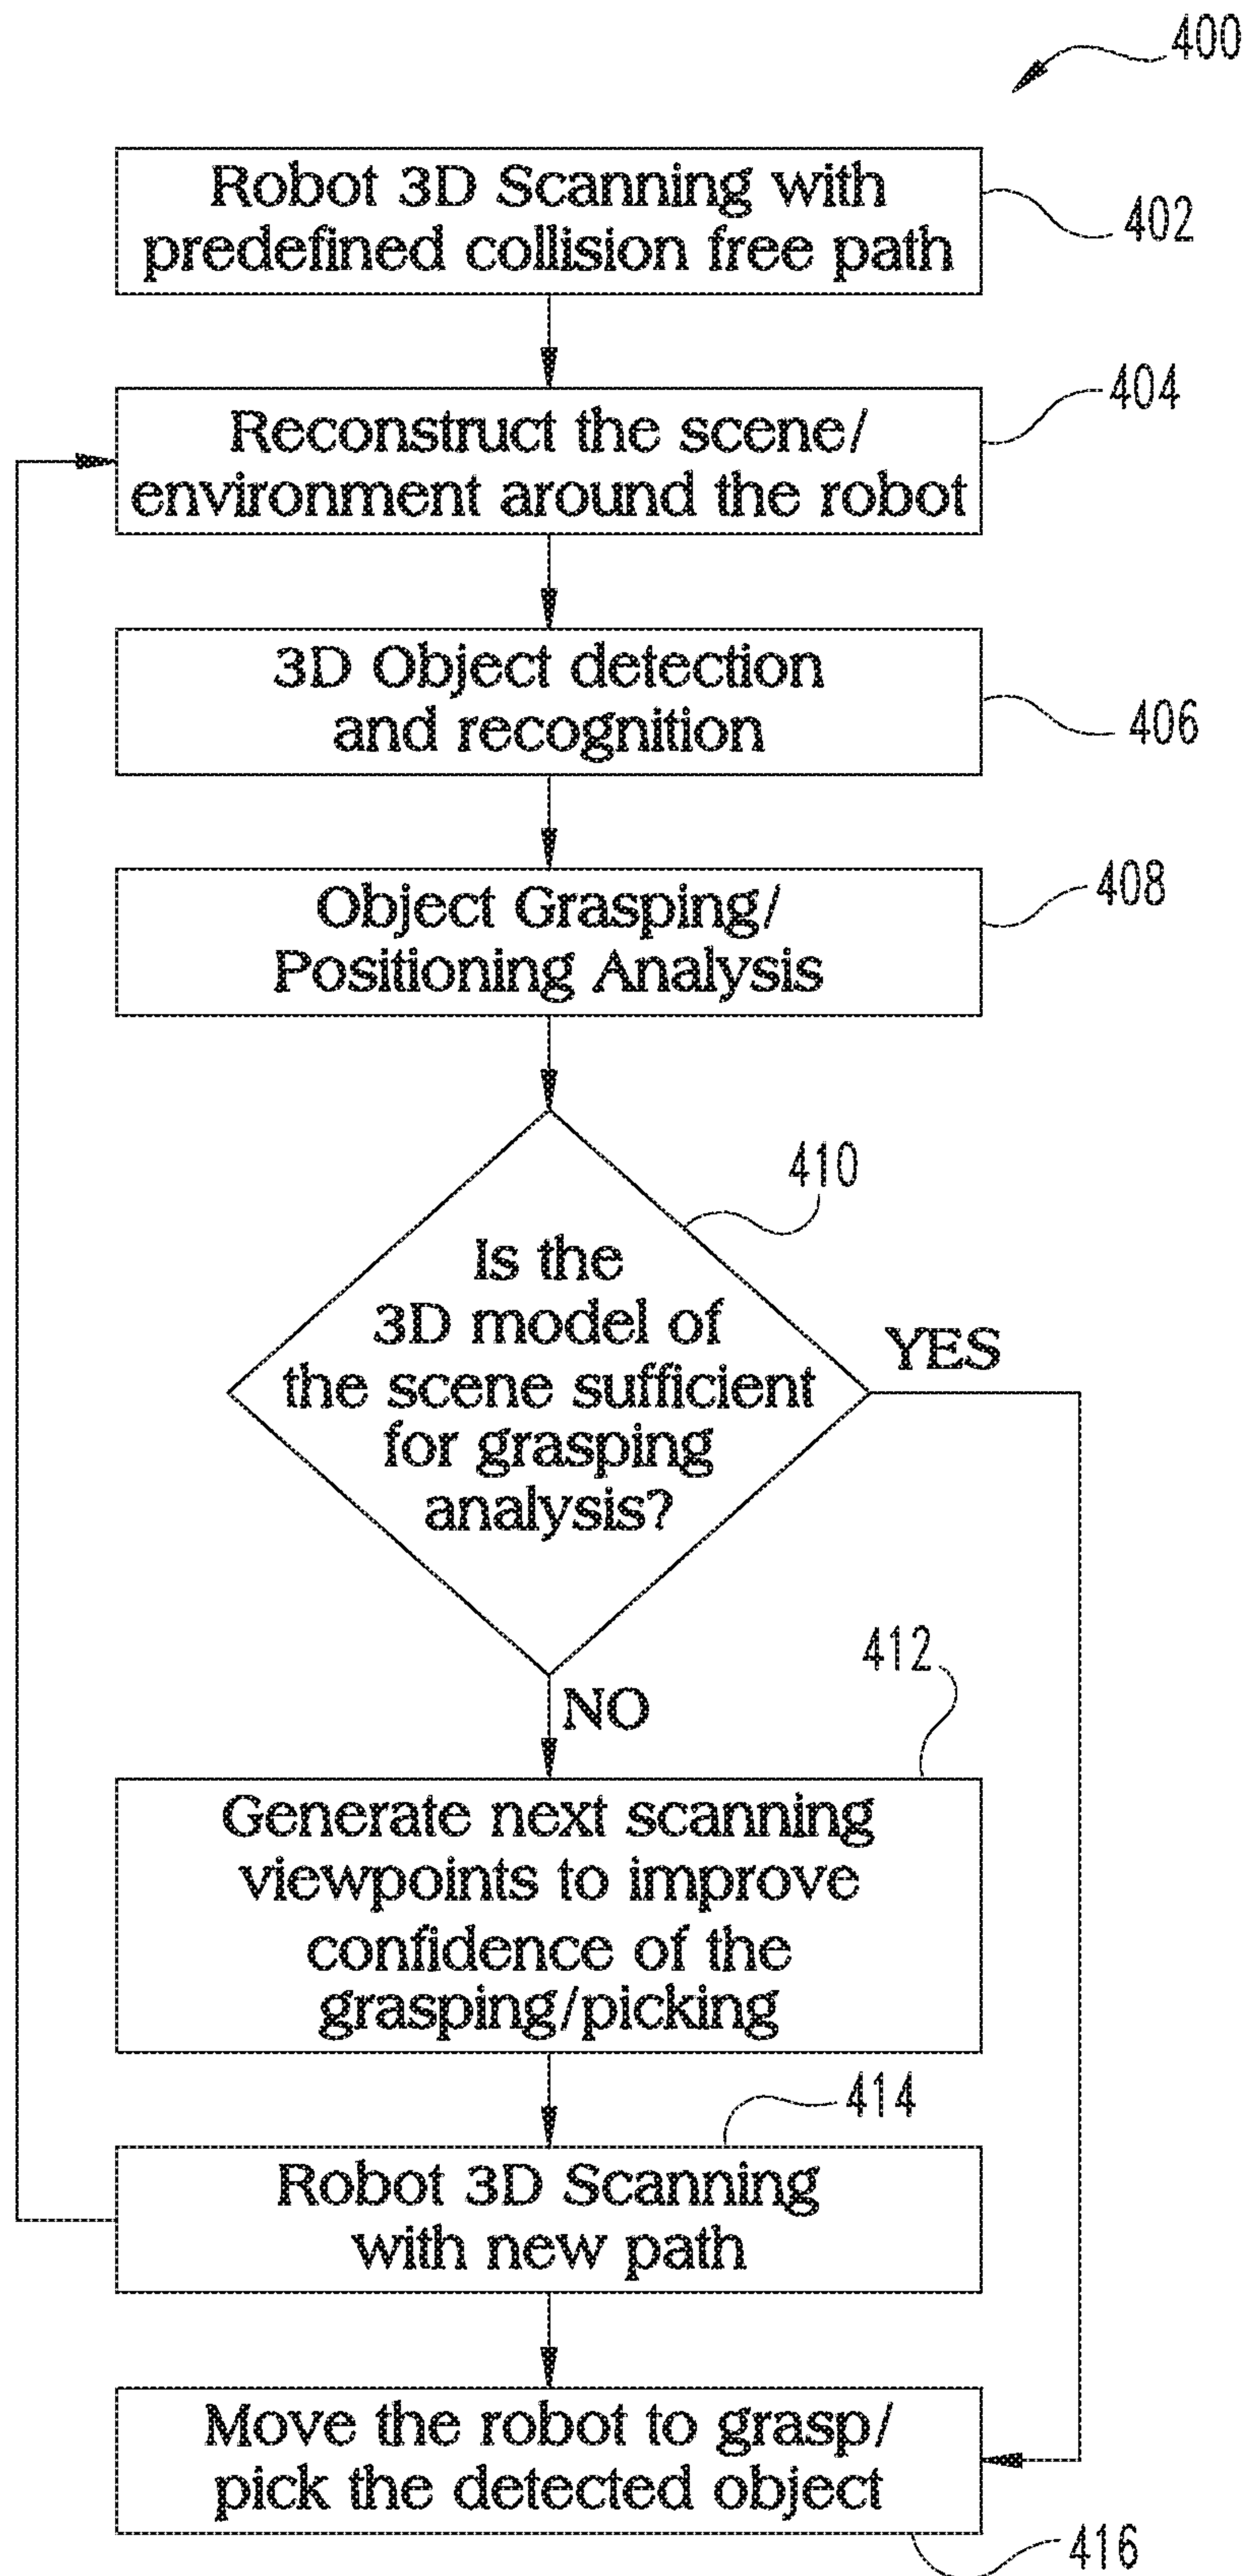 400
Robot 3D Scanning with
predefined collision free path
402
Reconstruct the scene/
environment around the robot
404
3D Object detection
and recognition
406
Object Grasping/
Positioning Analysis
408
410
Is the
3D model of
the scene sufficient
for grasping
analysis?
YES
NO
412
Generate next scanning
viewpoints to improve
confidence of the
grasping/picking
414
Robot 3D Scanning
with new path
Move the robot to grasp/
pick the detected object
416